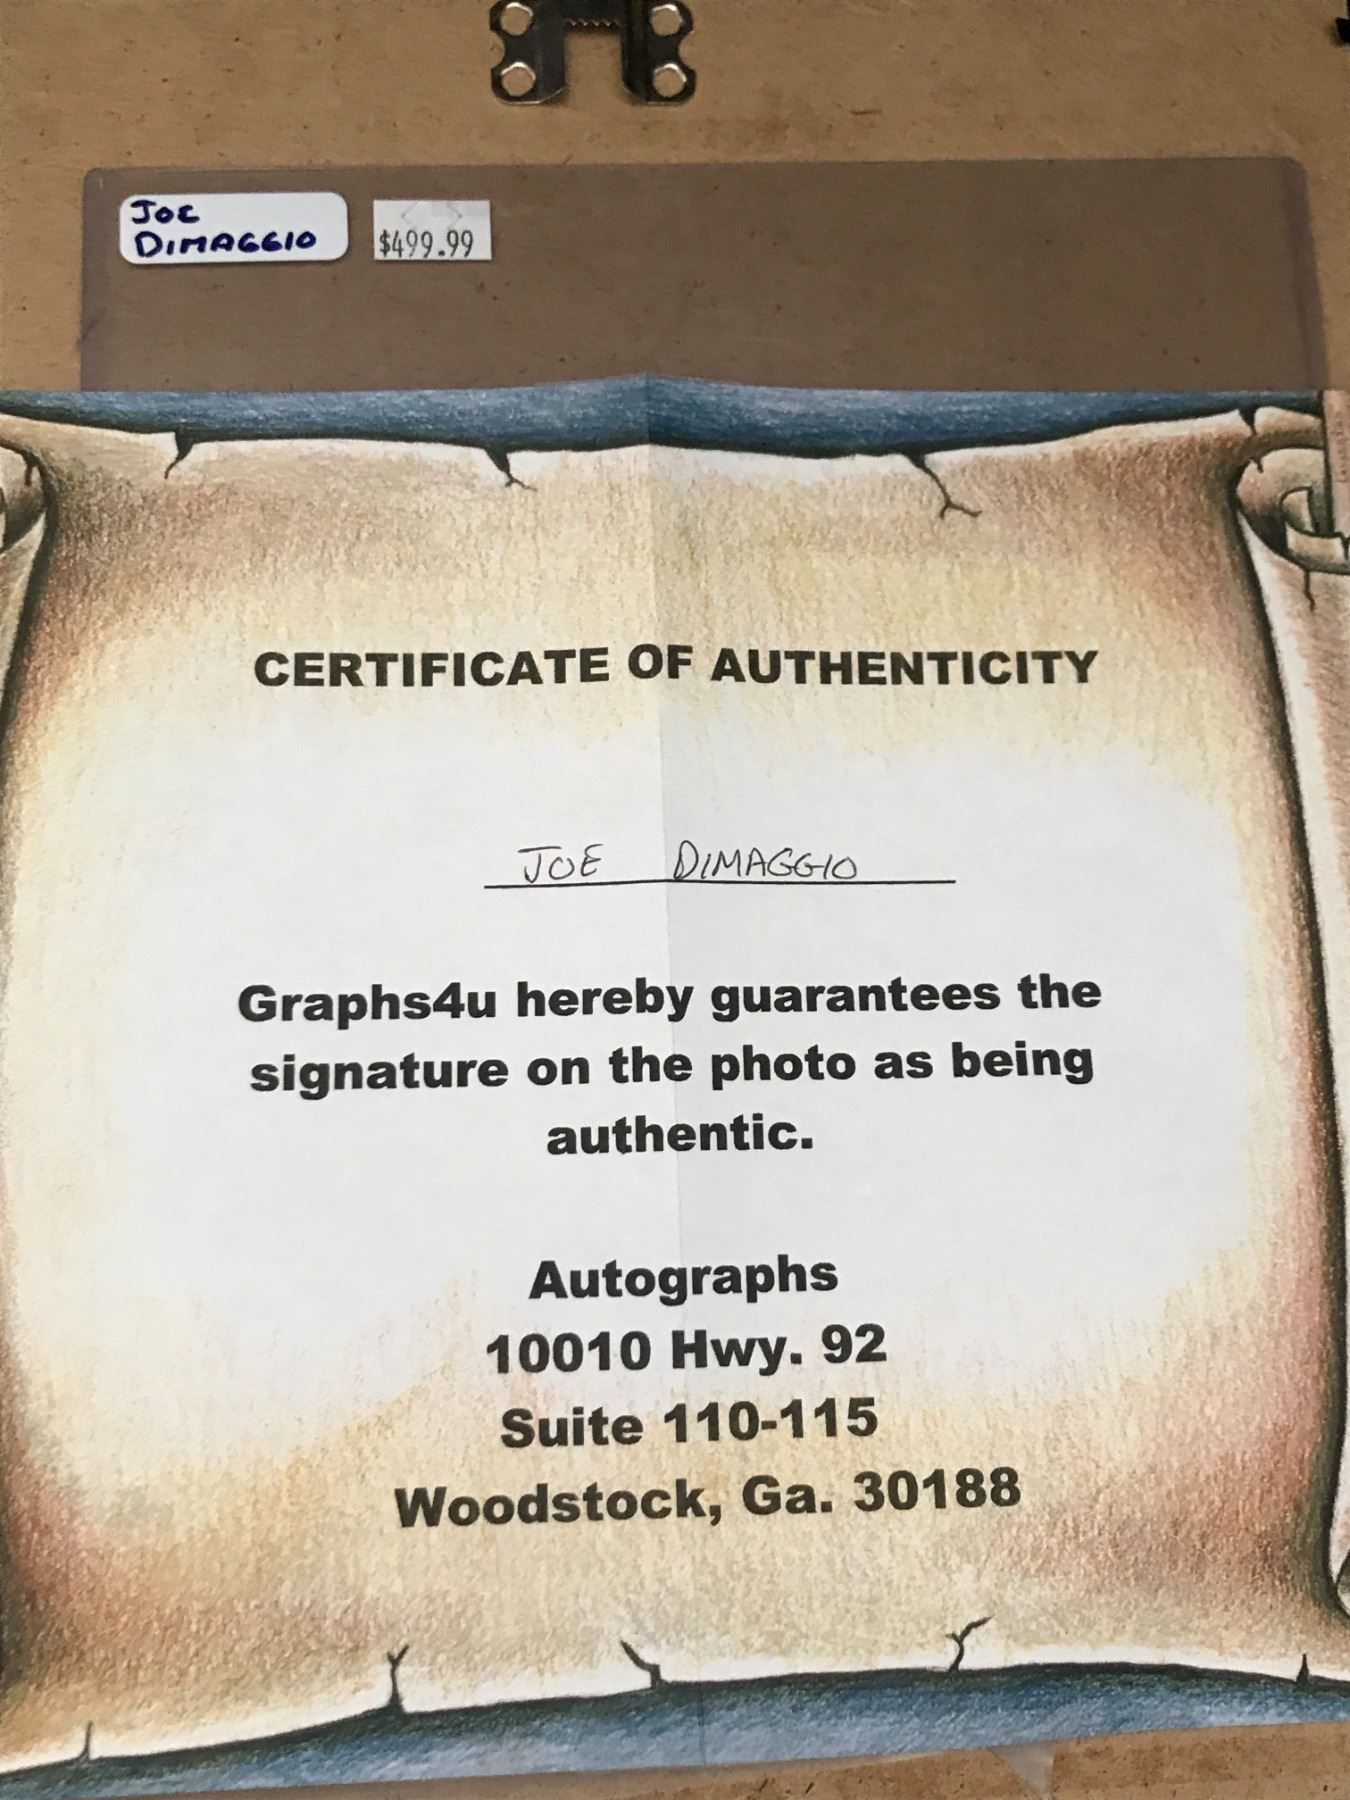 JOE
DIMAGGIO
$499.99
CERTIFICATE OF AUTHENTICITY
JOE DIMAGGIO
Graphs4u hereby guarantees the
signature on the photo as being
authentic.
Autographs
10010 Hwy. 92
Suite 110-115
Woodstock, Ga. 30188